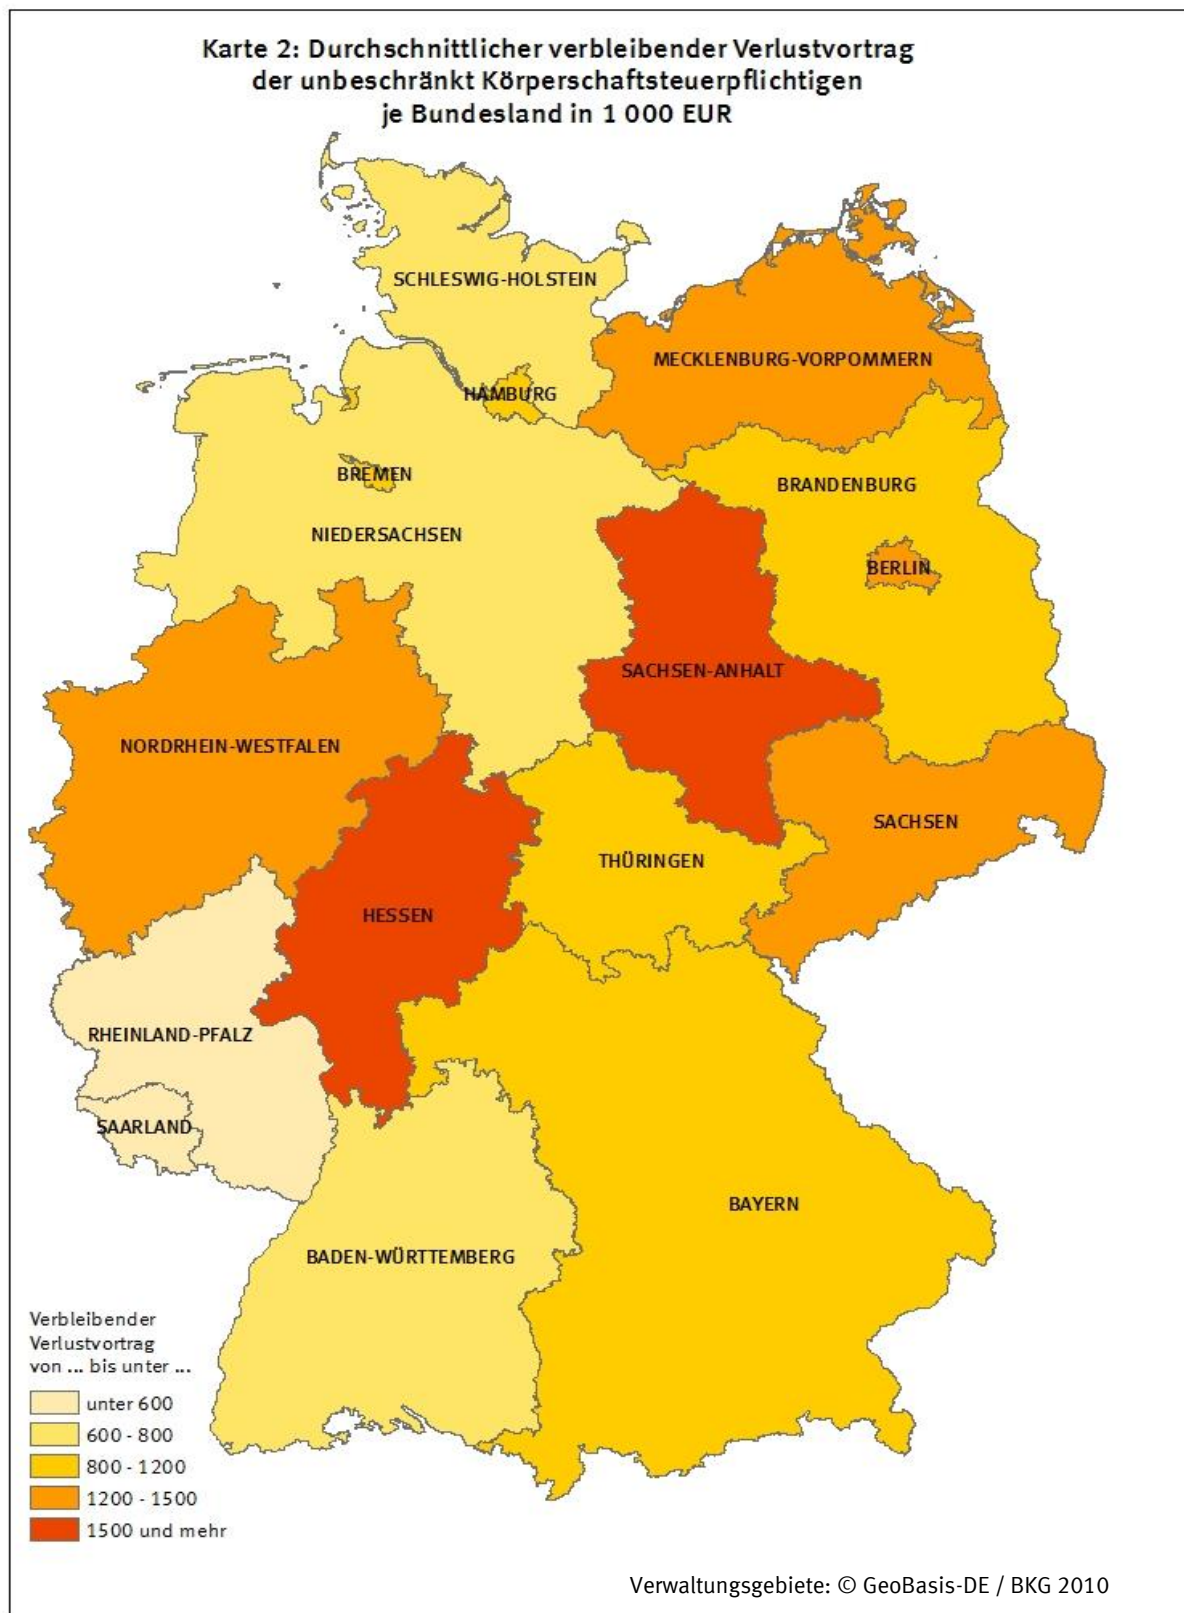 Karte 2: Durchschnittlicher verbleibender Verlustvortrag
der unbeschränkt Körperschaftsteuerpflichtigen
je Bundesland in 1 000 EUR
SCHLESWIG-HOLSTEIN
MECKLENBURG-VORPOMMERN
HAMBURG
BREMEN
BRANDENBURG
NIEDERSACHSEN
BERLIN
SACHSEN-ANHALT
NORDRHEIN-WESTFALEN
SACHSEN
THÜRINGEN
HESSEN
RHEINLAND-PFALZ
SAARLAND
BAYERN
BADEN-WÜRTTEMBERG
Verbleibender
Verlustvortrag
von ... bis unter ...
unter 600
600 - 800
800 - 1200
1200 - 1500
1500 und mehr
Verwaltungsgebiete: © GeoBasis-DE / BKG 2010